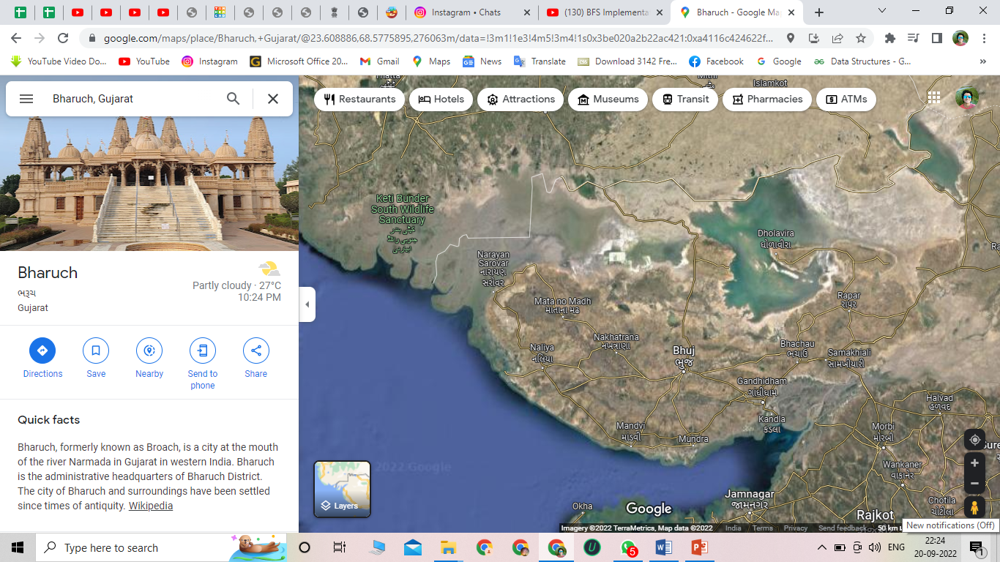 Instagram • Chats
(130) BFS Implementa
Bharuch - Google Ma
google.com/maps/place/Bharuch,+Gujarat/@23.608886,68.5775895,276063m/data=!3m1!1e3!4m5!3m4!1s0x3be020a2b22ac421:0xa4116c424622f...
YouTube Video Do...
YouTube
Instagram
Microsoft Office 20...
Gmail
Maps
News
Translate
Download 3142 Fre...
Facebook
Google
Data Structures - G...
»
Bharuch, Gujarat
Restaurants
Hotels
Attractions
Museums
Transit
Pharmacies
ATMs
Bharuch
ભરૂચ
Gujarat
Partly cloudy · 27°C
10:24 PM
Directions
Save
Nearby
Send to
phone
Share
Quick facts
Bharuch, formerly known as Broach, is a city at the mouth
of the river Narmada in Gujarat in western India. Bharuch
is the administrative headquarters of Bharuch District.
The city of Bharuch and surroundings have been settled
since times of antiquity. Wikipedia
Islamkot
Keti Bunder
South Wildlife
Sanctuary
Narayan
Sarovar
નારાયણ
સરોવર
Dholavira
ધોળાવીરા
Mata no Madh
માતાના મઢ
Rapar
રાપર
Naliya
નલિયા
Nakhatrana
નખત્રાણા
Bhuj
ભુજ
Bhachau
ભચાઉ
Samakhiali
સામખીયારી
Gandhidham
ગાંધીધામ
Kandla
કંડલા
Halvad
હળવદ
Mandvi
માંડવી
Mundra
Morbi
મોરબી
Wankaner
વાંકાનેર
Chotila
ચોટીલા
Jamnagar
જામનગર
Okha
Rajkot
2022 Google
Layers
Google
Imagery ©2022 TerraMetrics, Map data ©2022
India
Terms
Privacy
Send feedback
50 km
New notifications (Off)
Type here to search
5
ENG
22:24
20-09-2022
1